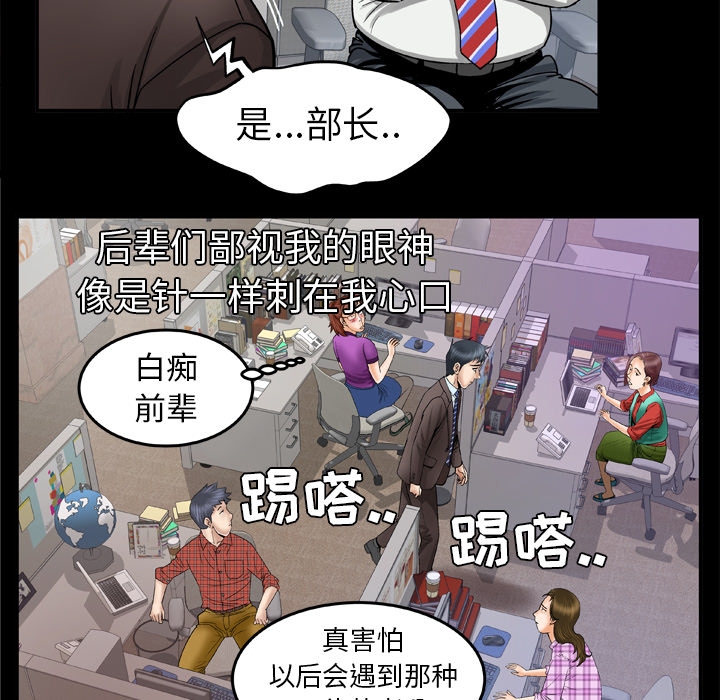 是...部长..
后辈们鄙视我的眼神
像是针一样刺在我心口
白痴
前辈
踢嗒..
踢嗒..
真害怕
以后会遇到那种